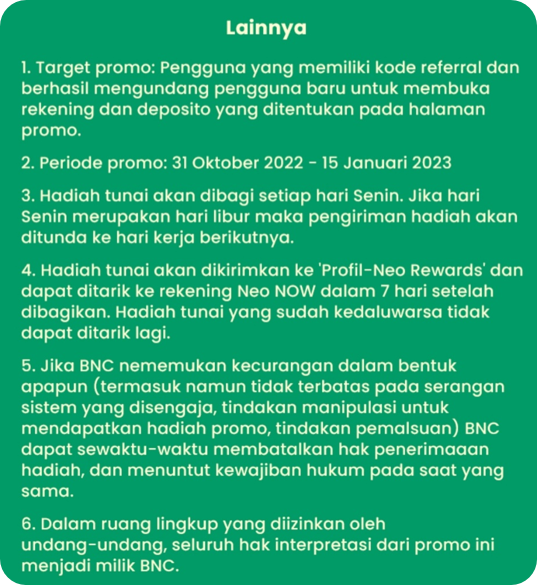 Lainnya
1. Target promo: Pengguna yang memiliki kode referral dan
berhasil mengundang pengguna baru untuk membuka
rekening dan deposito yang ditentukan pada halaman
promo.
2. Periode promo: 31 Oktober 2022 - 15 Januari 2023
3. Hadiah tunai akan dibagi setiap hari Senin. Jika hari
Senin merupakan hari libur maka pengiriman hadiah akan
ditunda ke hari kerja berikutnya.
4. Hadiah tunai akan dikirimkan ke 'Profil-Neo Rewards' dan
dapat ditarik ke rekening Neo NOW dalam 7 hari setelah
dibagikan. Hadiah tunai yang sudah kedaluwarsa tidak
dapat ditarik lagi.
5. Jika BNC nememukan kecurangan dalam bentuk
apapun (termasuk namun tidak terbatas pada serangan
sistem yang disengaja, tindakan manipulasi untuk
mendapatkan hadiah promo, tindakan pemalsuan) BNC
dapat sewaktu-waktu membatalkan hak penerimaaan
hadiah, dan menuntut kewajiban hukum pada saat yang
sama.
6. Dalam ruang lingkup yang diizinkan oleh
undang-undang, seluruh hak interpretasi dari promo ini
menjadi milik BNC.